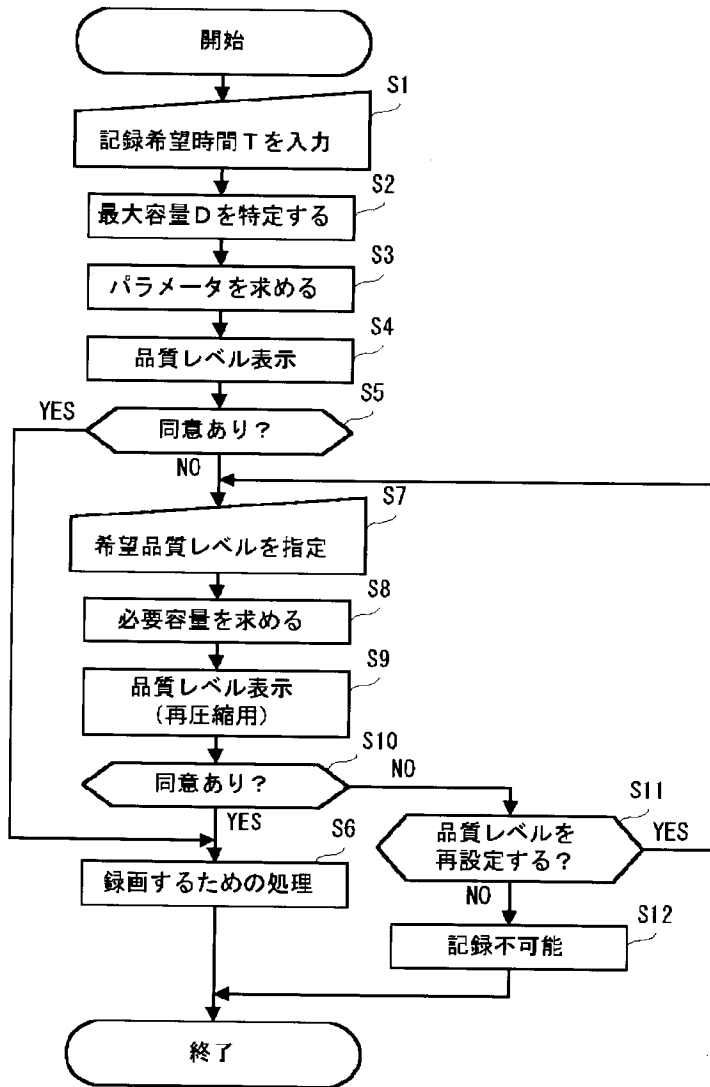 開始
S1
記録希望時間Tを入力
S2
最大容量Dを特定する
S3
パラメータを求める
S4
品質レベル表示
S5
YES
同意あり?
NO
S7
希望品質レベルを指定
S8
必要容量を求める
S9
品質レベル表示
(再圧縮用)
S10
同意あり?
NO
YES
S11
品質レベルを
再設定する?
YES
NO
S6
録画するための処理
S12
記録不可能
終了